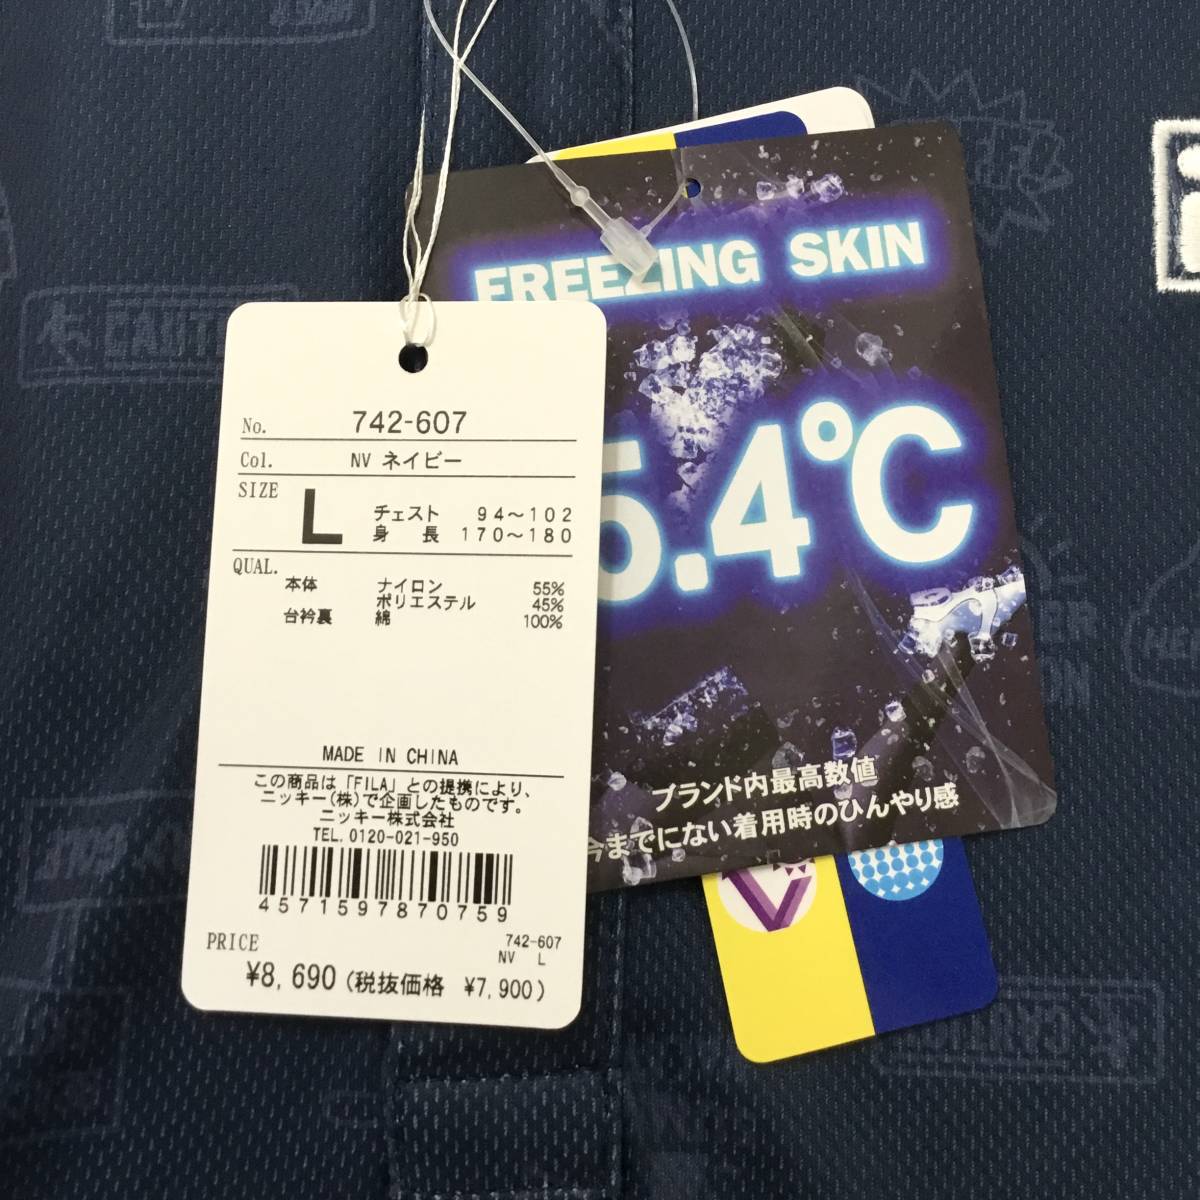 No. 742-607
Col. NV ネイビー
SIZE L チェスト 94～102
身 長 170～180
QUAL.
本体 ナイロン 55%
ポリエステル 45%
台衿裏 綿 100%
MADE IN CHINA
この商品は「FILA」との提携により、
ニッキー(株)で企画したものです。
ニッキー株式会社
TEL. 0120-021-950
4571597870759
742-607
NV L
PRICE
¥8,690 (税抜価格 ¥7,900)
FREEZING SKIN
5.4℃
ブランド内最高数値
今までにない着用時のひんやり感
CAUTI